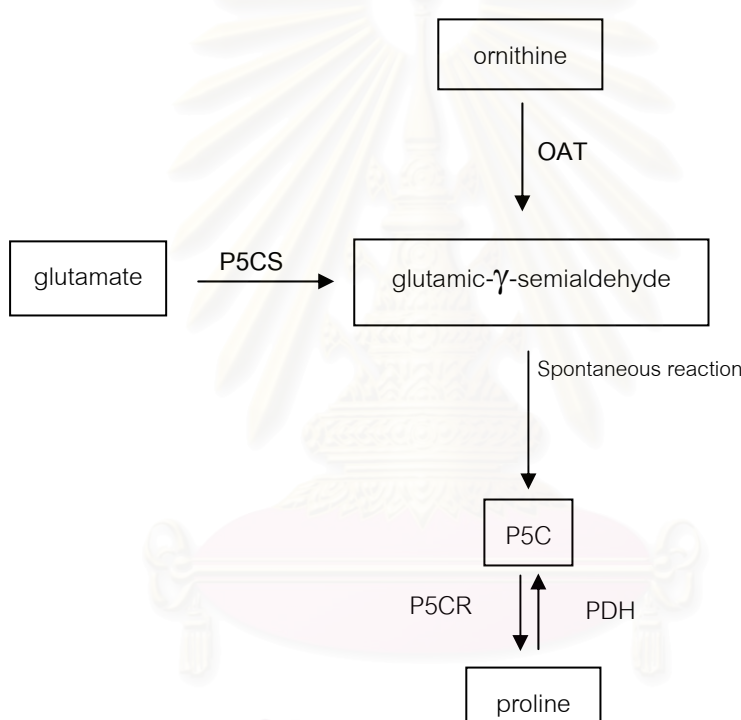 ornithine
OAT
glutamate
P5CS
glutamic-γ-semialdehyde
Spontaneous reaction
P5C
P5CR
PDH
proline